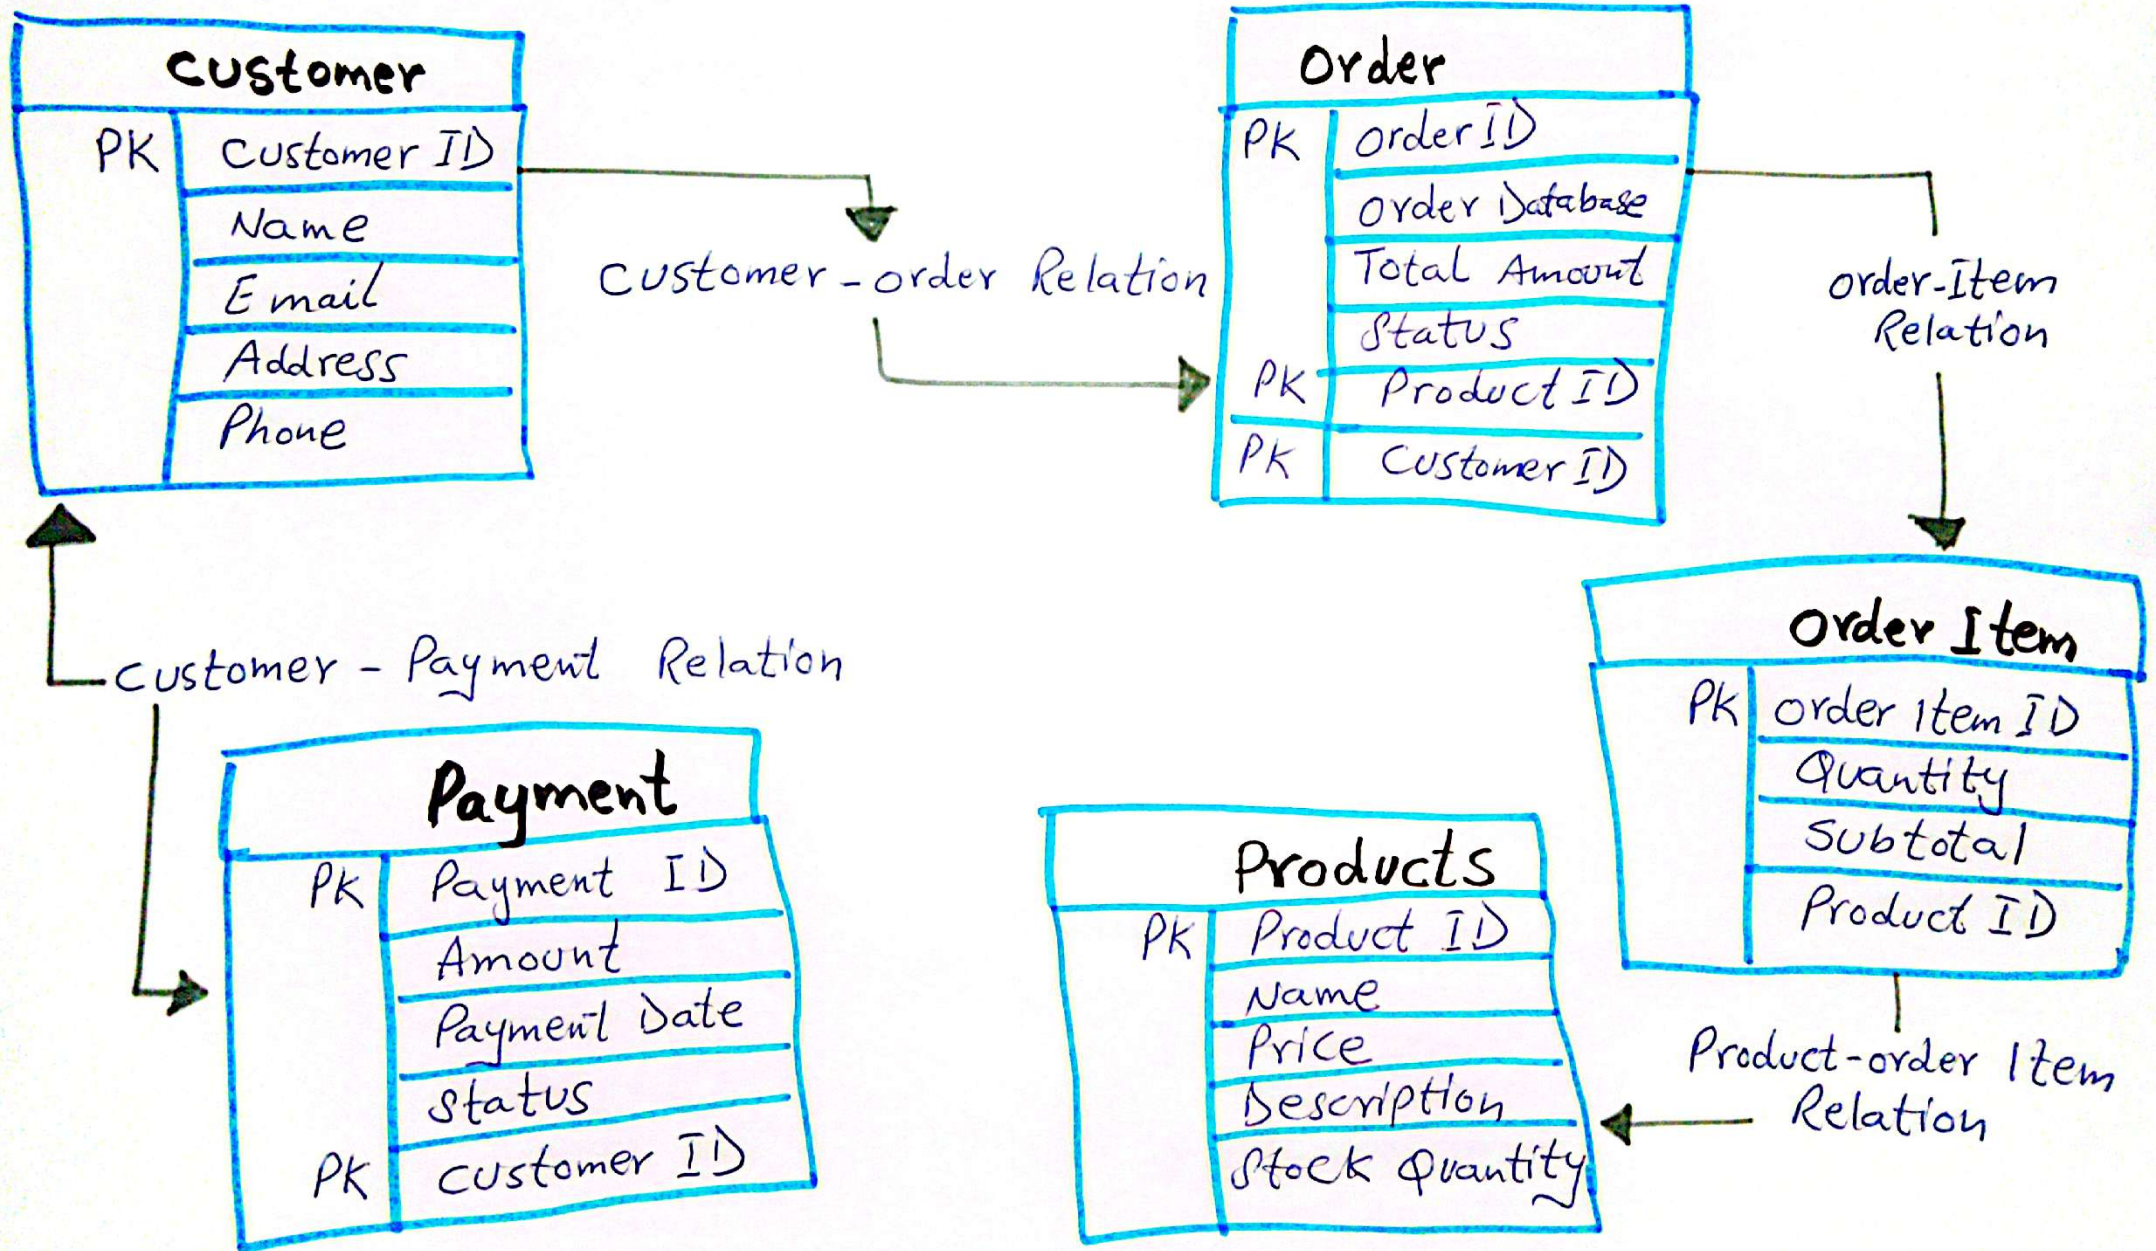 Customer
PK Customer ID
Name
Email
Address
Phone
Customer-order Relation
Order
PK Order ID
Order Database
Total Amount
Status
PK Product ID
PK Customer ID
Order-Item
Relation
Order Item
PK Order Item ID
Quantity
Subtotal
Product ID
Product-order Item
Relation
Products
PK Product ID
Name
Price
Description
Stock Quantity
Customer - Payment Relation
Payment
PK Payment ID
Amount
Payment Date
Status
PK Customer ID